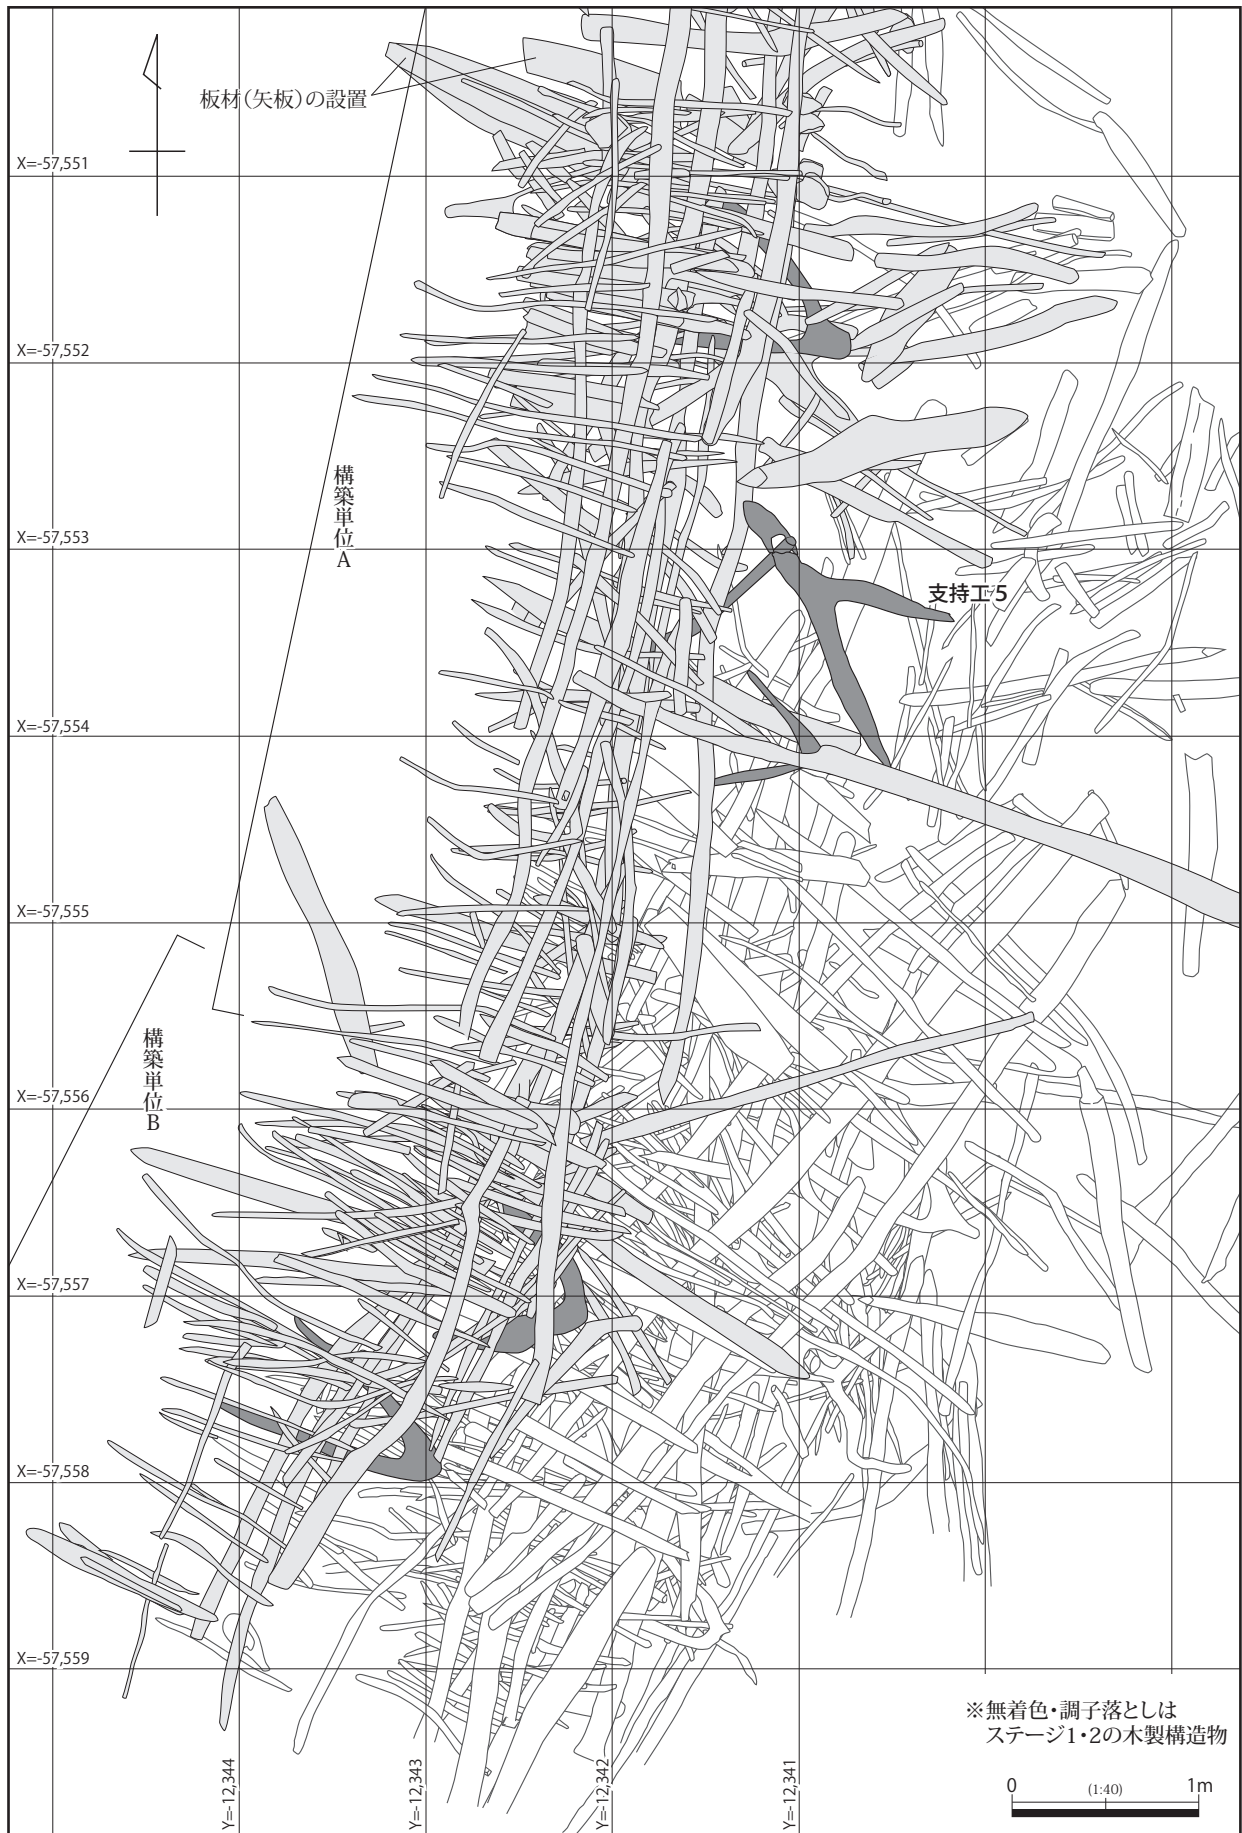 板材(矢板)の設置
X=-57,551
X=-57,552
構築単位A
X=-57,553
支持工5
X=-57,554
X=-57,555
構築単位B
X=-57,556
X=-57,557
X=-57,558
X=-57,559
※無着色・調子落としは
ステージ1・2の木製構造物
Y=-12,344
Y=-12,343
Y=-12,342
Y=-12,341
0 (1:40) 1m